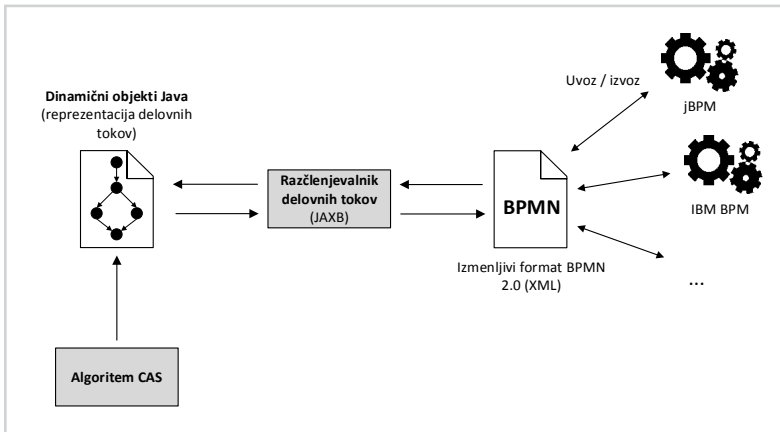 Dinamični objekti Java
(reprezentacija delovnih
tokov)
Razčlenjevalnik
delovnih tokov
(JAXB)
BPMN
Izmenljivi format BPMN
2.0 (XML)
Uvoz / izvoz
jBPM
IBM BPM
...
Algoritem CAS